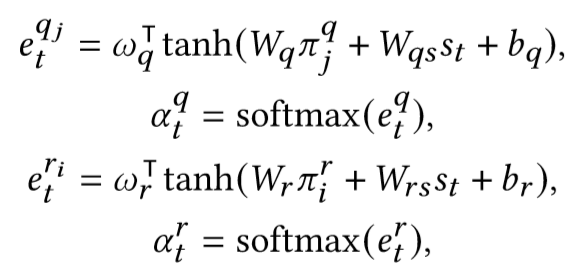 e_t^{q_j} = ω_q^⊤ tanh(W_q π_j^q + W_{qs} s_t + b_q),
α_t^q = softmax(e_t^q),
e_t^{r_i} = ω_r^⊤ tanh(W_r π_i^r + W_{rs} s_t + b_r),
α_t^r = softmax(e_t^r),